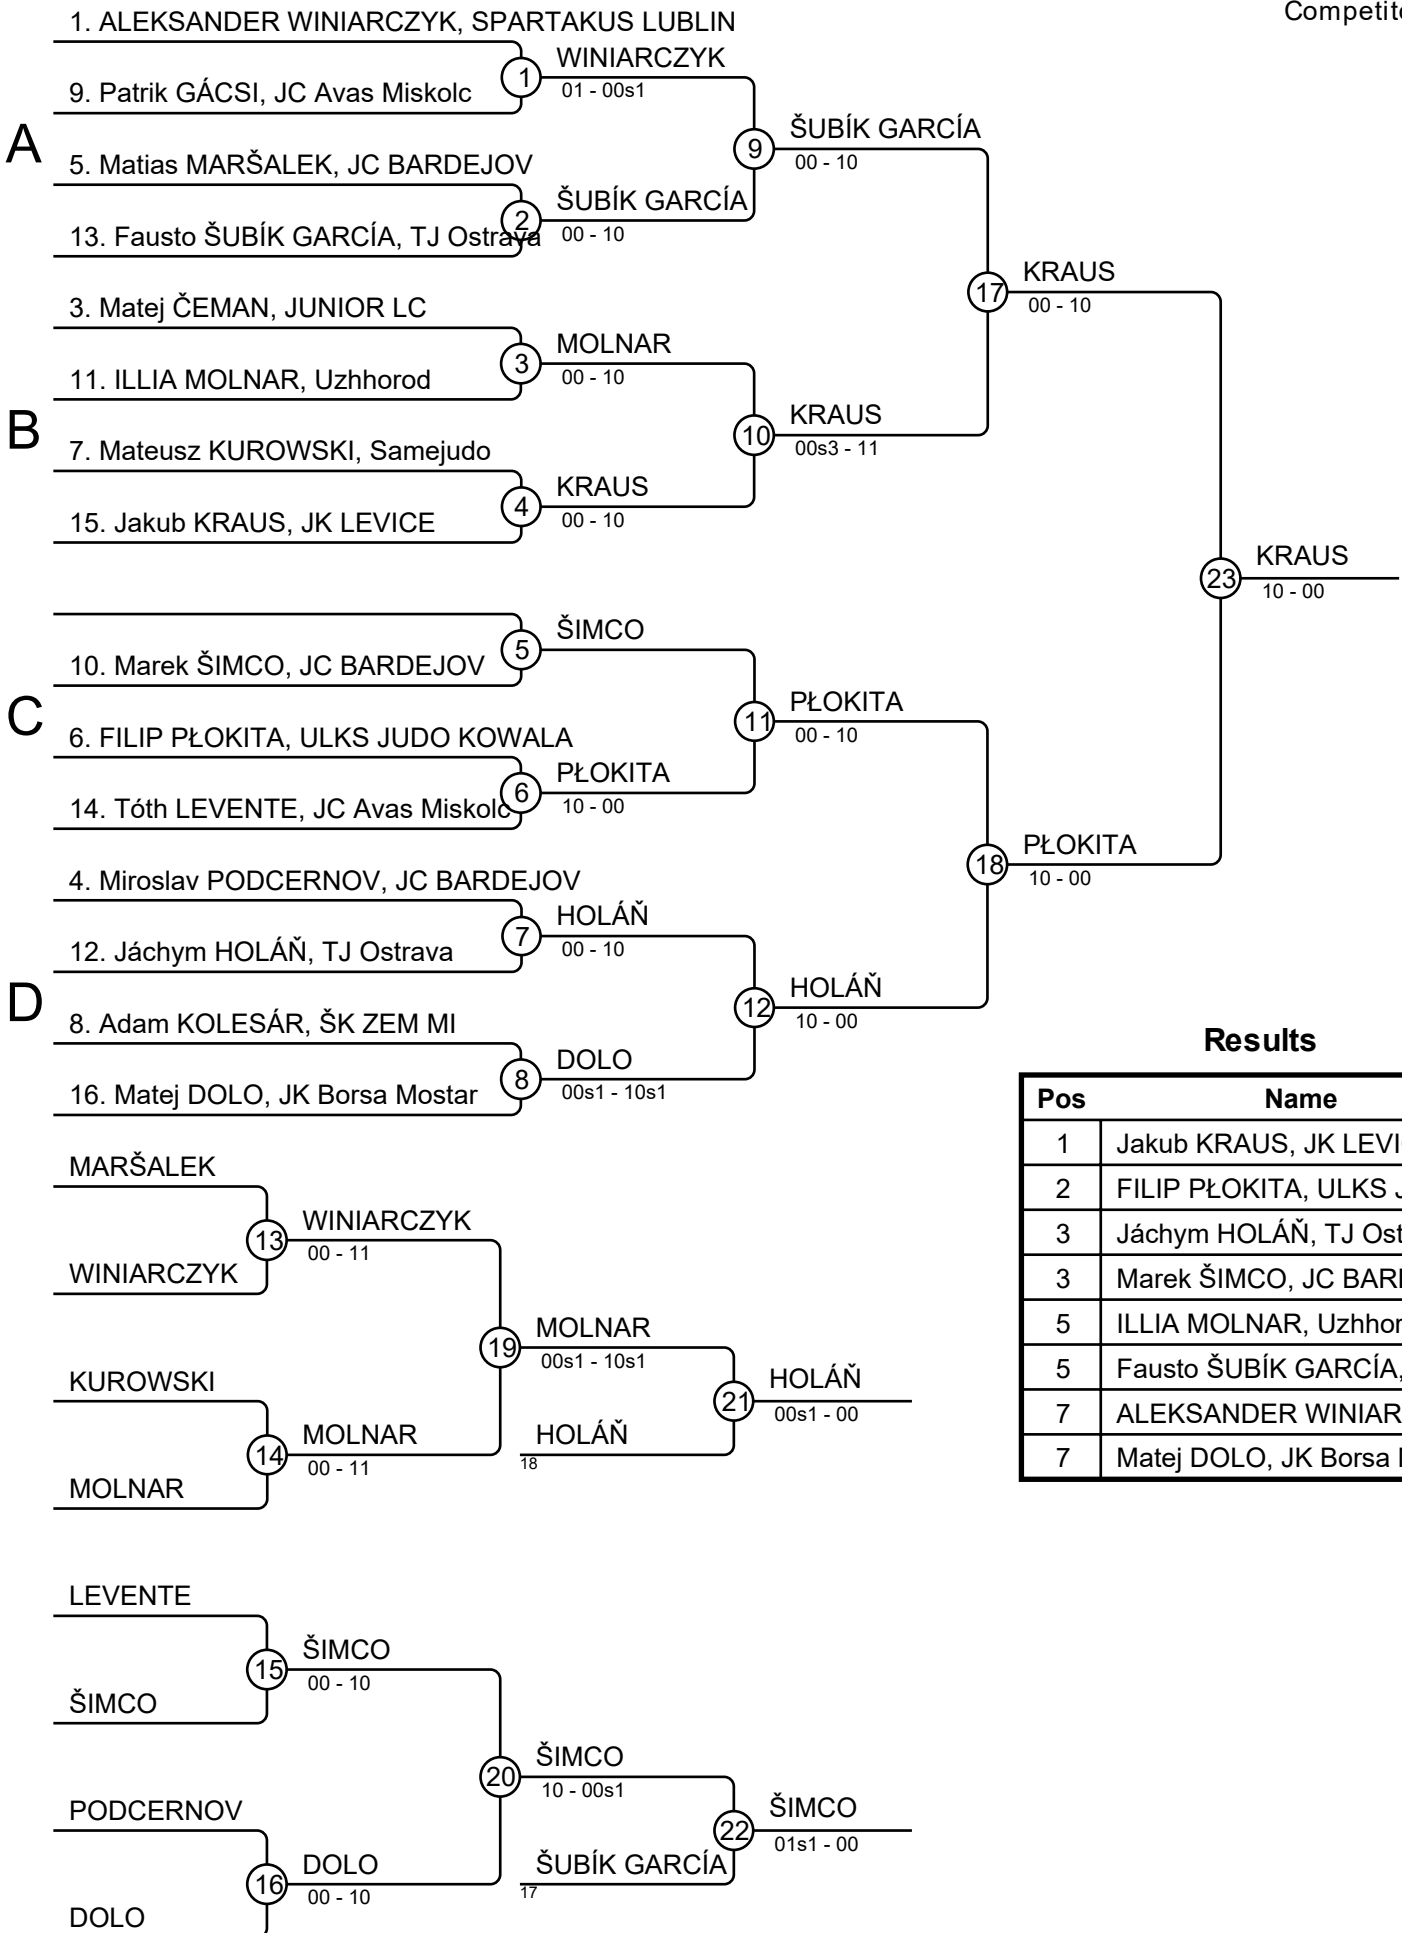 Competit
1. ALEKSANDER WINIARCZYK, SPARTAKUS LUBLIN
1
WINIARCZYK
01 - 00s1
9. Patrik GÁCSI, JC Avas Miskolc
A
9
ŠUBÍK GARCÍA
00 - 10
5. Matias MARŠALEK, JC BARDEJOV
2
ŠUBÍK GARCÍA
00 - 10
13. Fausto ŠUBÍK GARCÍA, TJ Ostrava
17
KRAUS
00 - 10
3. Matej ČEMAN, JUNIOR LC
3
MOLNAR
00 - 10
11. ILLIA MOLNAR, Uzhhorod
B
10
KRAUS
00s3 - 11
7. Mateusz KUROWSKI, Samejudo
4
KRAUS
00 - 10
15. Jakub KRAUS, JK LEVICE
23
KRAUS
10 - 00
5
ŠIMCO
10. Marek ŠIMCO, JC BARDEJOV
C
11
PŁOKITA
00 - 10
6. FILIP PŁOKITA, ULKS JUDO KOWALA
6
PŁOKITA
10 - 00
14. Tóth LEVENTE, JC Avas Miskolc
18
PŁOKITA
10 - 00
4. Miroslav PODCERNOV, JC BARDEJOV
7
HOLÁŇ
00 - 10
12. Jáchym HOLÁŇ, TJ Ostrava
D
12
HOLÁŇ
10 - 00
8. Adam KOLESÁR, ŠK ZEM MI
8
DOLO
00s1 - 10s1
16. Matej DOLO, JK Borsa Mostar
Results
Pos Name
1 Jakub KRAUS, JK LEVI
2 FILIP PŁOKITA, ULKS
3 Jáchym HOLÁŇ, TJ Ost
3 Marek ŠIMCO, JC BAR
5 ILLIA MOLNAR, Uzhhor
5 Fausto ŠUBÍK GARCÍA,
7 ALEKSANDER WINIAR
7 Matej DOLO, JK Borsa
MARŠALEK
13
WINIARCZYK
00 - 11
WINIARCZYK
19
MOLNAR
00s1 - 10s1
KUROWSKI
14
MOLNAR
00 - 11
MOLNAR
HOLÁŇ
18
21
HOLÁŇ
00s1 - 00
LEVENTE
15
ŠIMCO
00 - 10
ŠIMCO
20
ŠIMCO
10 - 00s1
PODCERNOV
16
DOLO
00 - 10
DOLO
ŠUBÍK GARCÍA
17
22
ŠIMCO
01s1 - 00